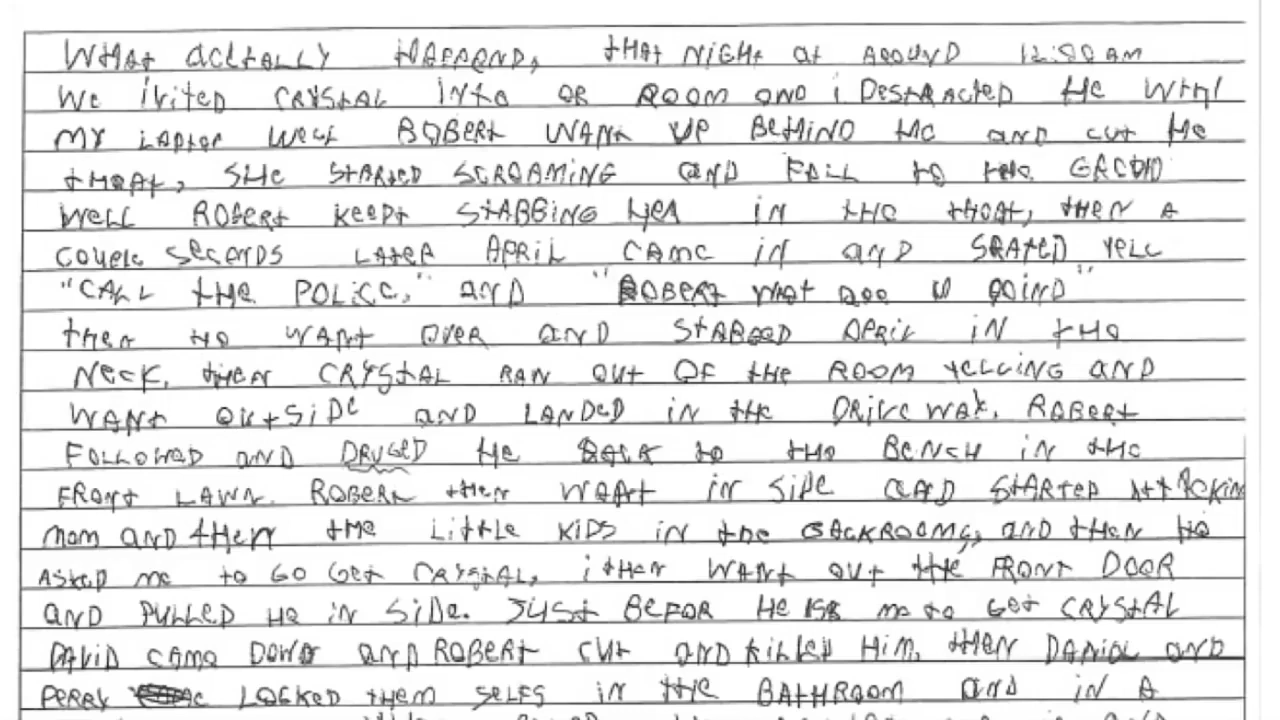 WHAt ACLtALLY HAPPEND, tHAt NIGHt at AROUND 12:00 AM
We ivited CRYStAL INto OR ROOM AND i DeStRACteD He With
MY LAPtOP WeLL ROBERt WANt UP BeHIND He AND CUt He
tHOAt, SHe StARteD SCREAMING AND FALL to tHe GROUND
WeLL ROBERt KeePt StABBING HeR IN tHe tHOAt, tHeN A
COUPLe SeCONDS LAteR APRIL CAMe IN AND SRAteD YeLL
"CALL tHE POLICe," AND "ROBERt WHAt ARe U DOIND"
tHeN He WANt OVeR AND StABBeD APRIL IN tHe
NeCK, tHeN CRYStAL RAN OUt OF tHe ROOM YeLLING AND
WANt OUtSIDe AND LANDeD IN tHe DRIVe WAY. ROBERt
FOLLOWeD AND DRUGeD He BACK to tHe BeNCH IN tHe
FRONt LAWN. ROBERt tHeN WANt IN SIDe AND StARteD AttACKIN
MOM AND tHeN tHe LIttLe KIDS IN tHe BACKROOMS, AND tHeN He
ASKeD Me to GO Get CRYStAL, i tHeN WANt OUt tHe FRONt DOOR
AND PULLeD He IN SIDe. JUSt BeFOR He Me to Get CRYStAL
DAVID CAMe DOWN AND ROBERt CUt AND KILLeD HIM, tHeN DANIeL AND
PeRRY LOCKeD tHeM SeLFS IN tHe BAtHROOM AND IN A